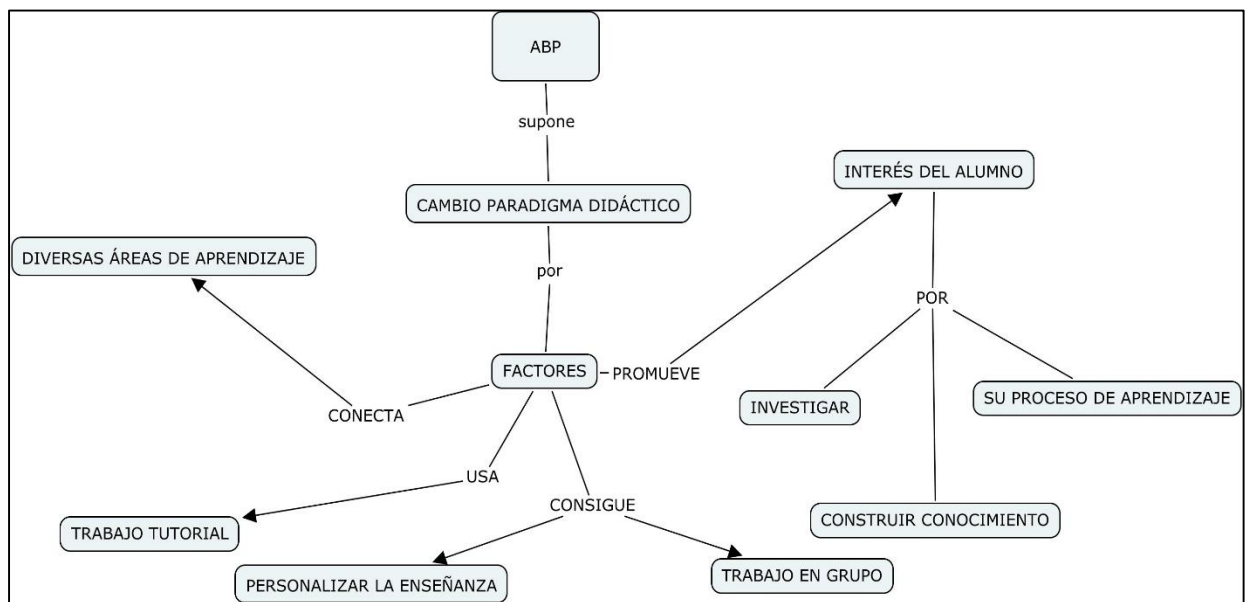 ABP
supone
INTERÉS DEL ALUMNO
CAMBIO PARADIGMA DIDÁCTICO
DIVERSAS ÁREAS DE APRENDIZAJE
por
POR
FACTORES
PROMUEVE
SU PROCESO DE APRENDIZAJE
INVESTIGAR
CONECTA
USA
CONSIGUE
CONSTRUIR CONOCIMIENTO
TRABAJO TUTORIAL
TRABAJO EN GRUPO
PERSONALIZAR LA ENSEÑANZA